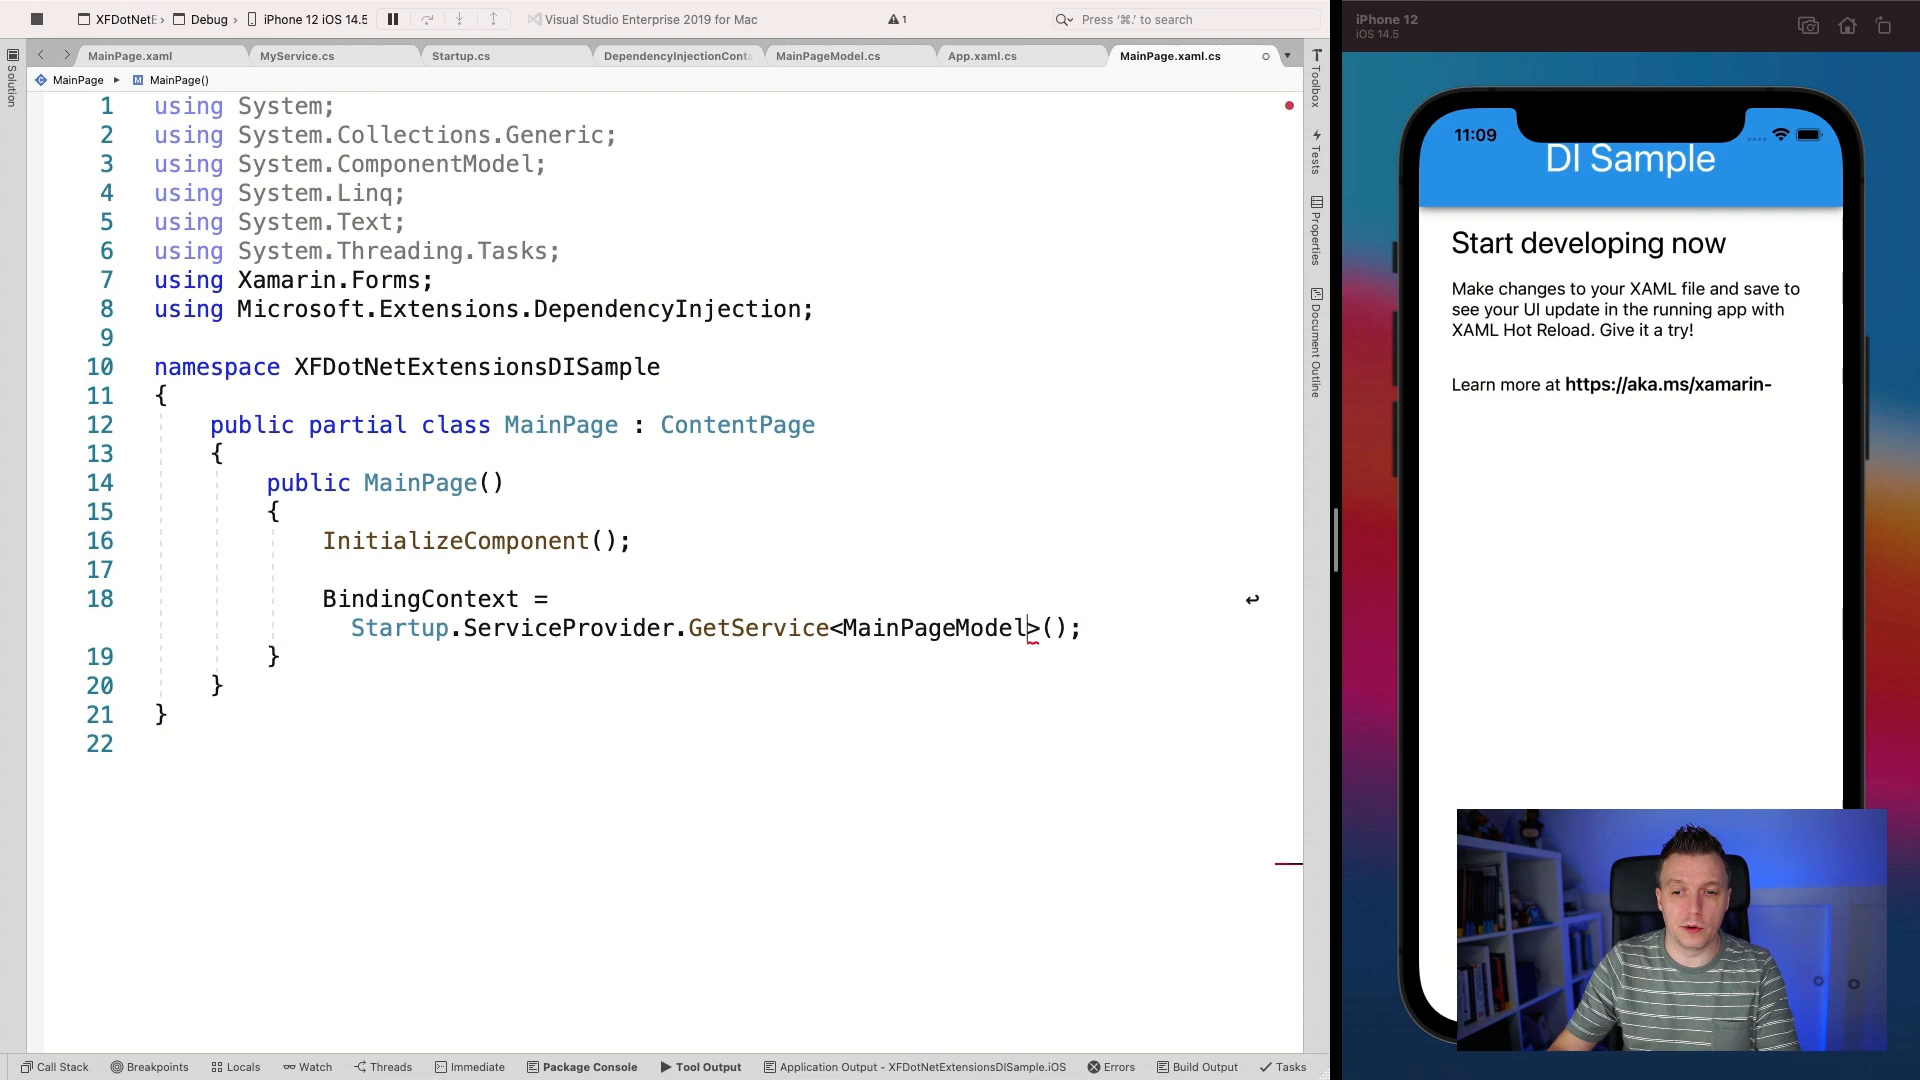 XFDotNetE
Debug
iPhone 12 iOS 14.5
Visual Studio Enterprise 2019 for Mac
1
Press '⌘.' to search
MainPage.xaml
MyService.cs
Startup.cs
DependencyInjectionConta
MainPageModel.cs
App.xaml.cs
MainPage.xaml.cs
MainPage
MainPage()
Solution
1 using System;
2 using System.Collections.Generic;
3 using System.ComponentModel;
4 using System.Linq;
5 using System.Text;
6 using System.Threading.Tasks;
7 using Xamarin.Forms;
8 using Microsoft.Extensions.DependencyInjection;
9
10 namespace XFDotNetExtensionsDISample
11 {
12 public partial class MainPage : ContentPage
13 {
14 public MainPage()
15 {
16 InitializeComponent();
17
18 BindingContext =
Startup.ServiceProvider.GetService<MainPageModel>();
19 }
20 }
21 }
22
Toolbox
Tests
Properties
Document Outline
Call Stack
Breakpoints
Locals
Watch
Threads
Immediate
Package Console
Tool Output
Application Output - XFDotNetExtensionsDISample.iOS
Errors
Build Output
Tasks
iPhone 12
iOS 14.5
11:09
DI Sample
Start developing now
Make changes to your XAML file and save to
see your UI update in the running app with
XAML Hot Reload. Give it a try!
Learn more at https://aka.ms/xamarin-